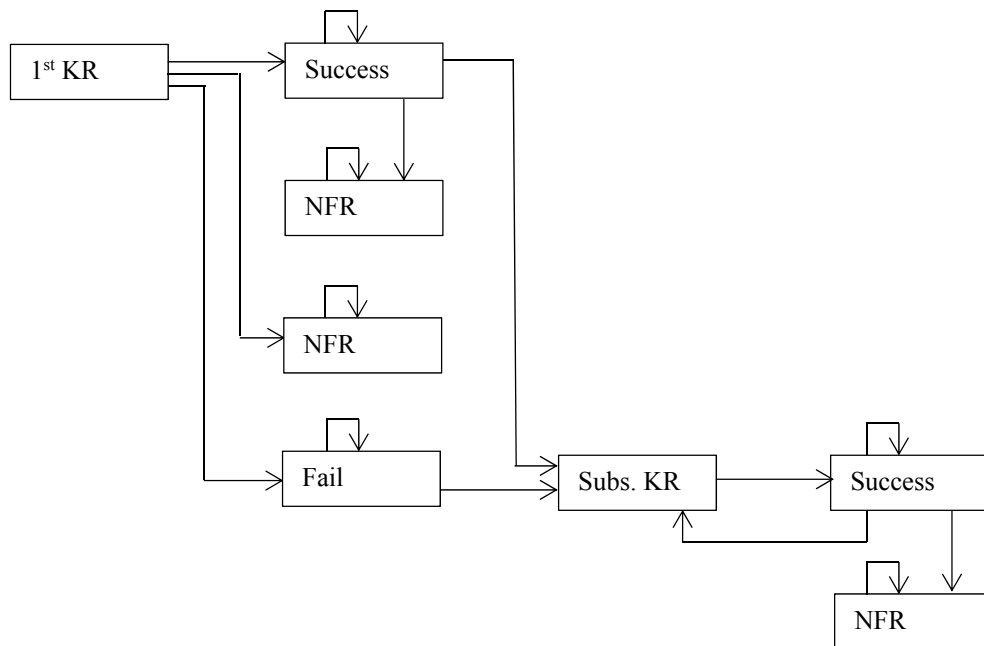 1st KR
Success
NFR
NFR
Fail
Subs. KR
Success
NFR